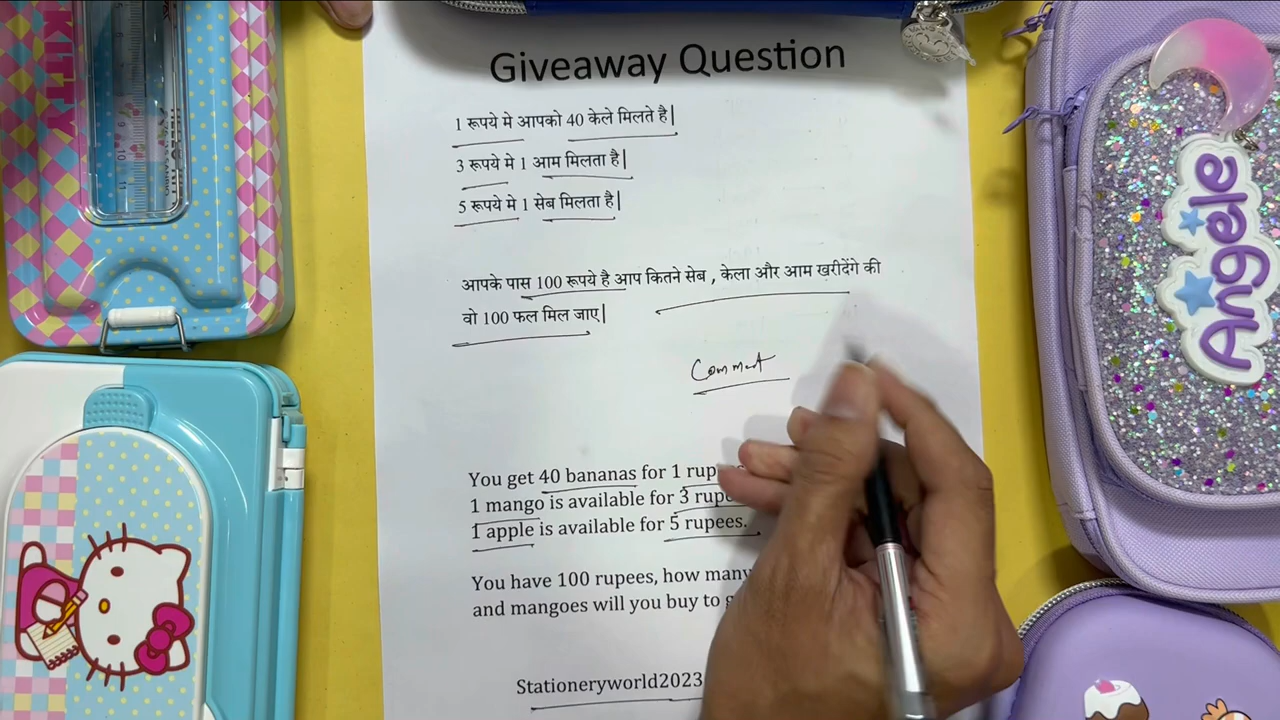 Giveaway Question
1 रूपये मे आपको 40 केले मिलते है|
3 रूपये मे 1 आम मिलता है|
5 रूपये मे 1 सेब मिलता है|
आपके पास 100 रूपये है आप कितने सेब , केला और आम खरीदेंगे की
वो 100 फल मिल जाए|
Comment
You get 40 bananas for 1
1 mango is available for 3
1 apple is available for 5 rupees.
You have 100 rupees, how many
and mangoes will you buy to
Stationeryworld2023
KITTY
Angele